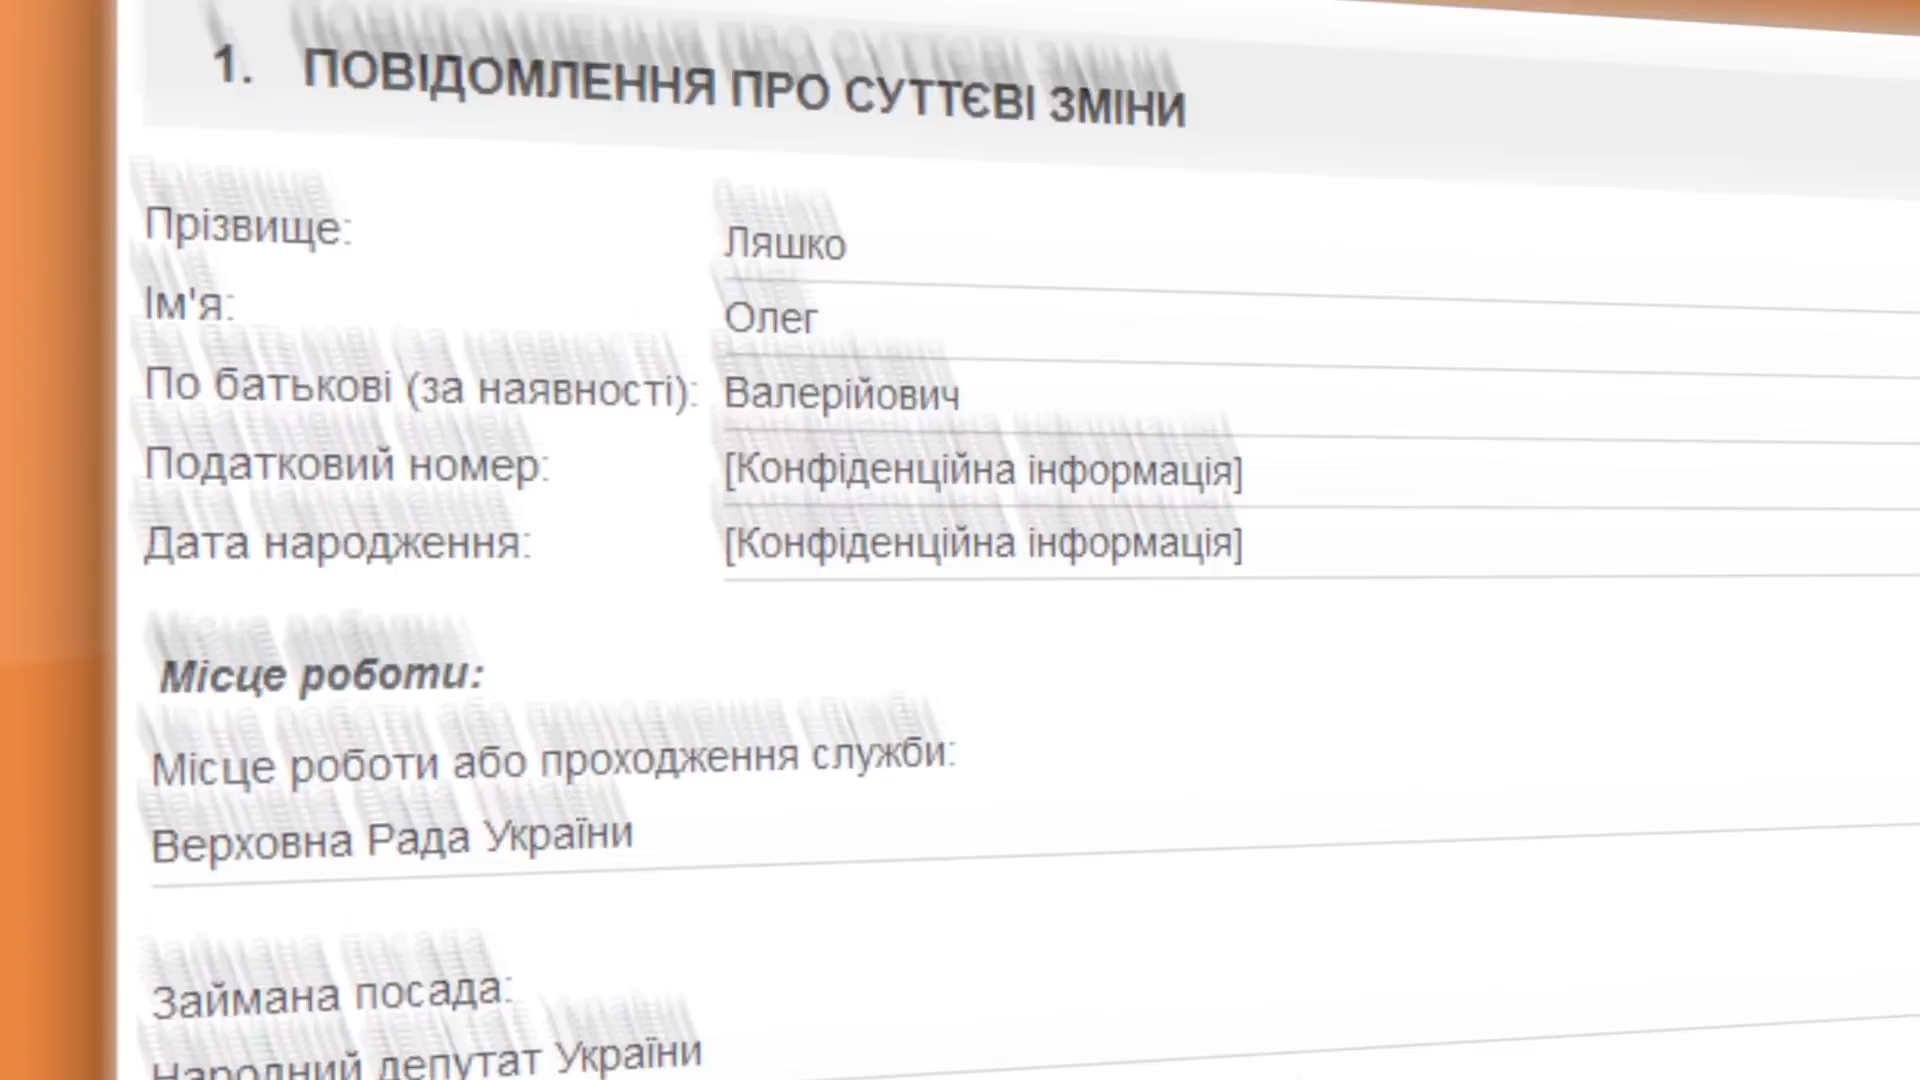 1. ПОВІДОМЛЕННЯ ПРО СУТТЄВІ ЗМІНИ
Прізвище: Ляшко
Ім'я: Олег
По батькові (за наявності): Валерійович
Податковий номер: [Конфіденційна інформація]
Дата народження: [Конфіденційна інформація]
Місце роботи:
Місце роботи або проходження служби:
Верховна Рада України
Займана посада:
Народний депутат України